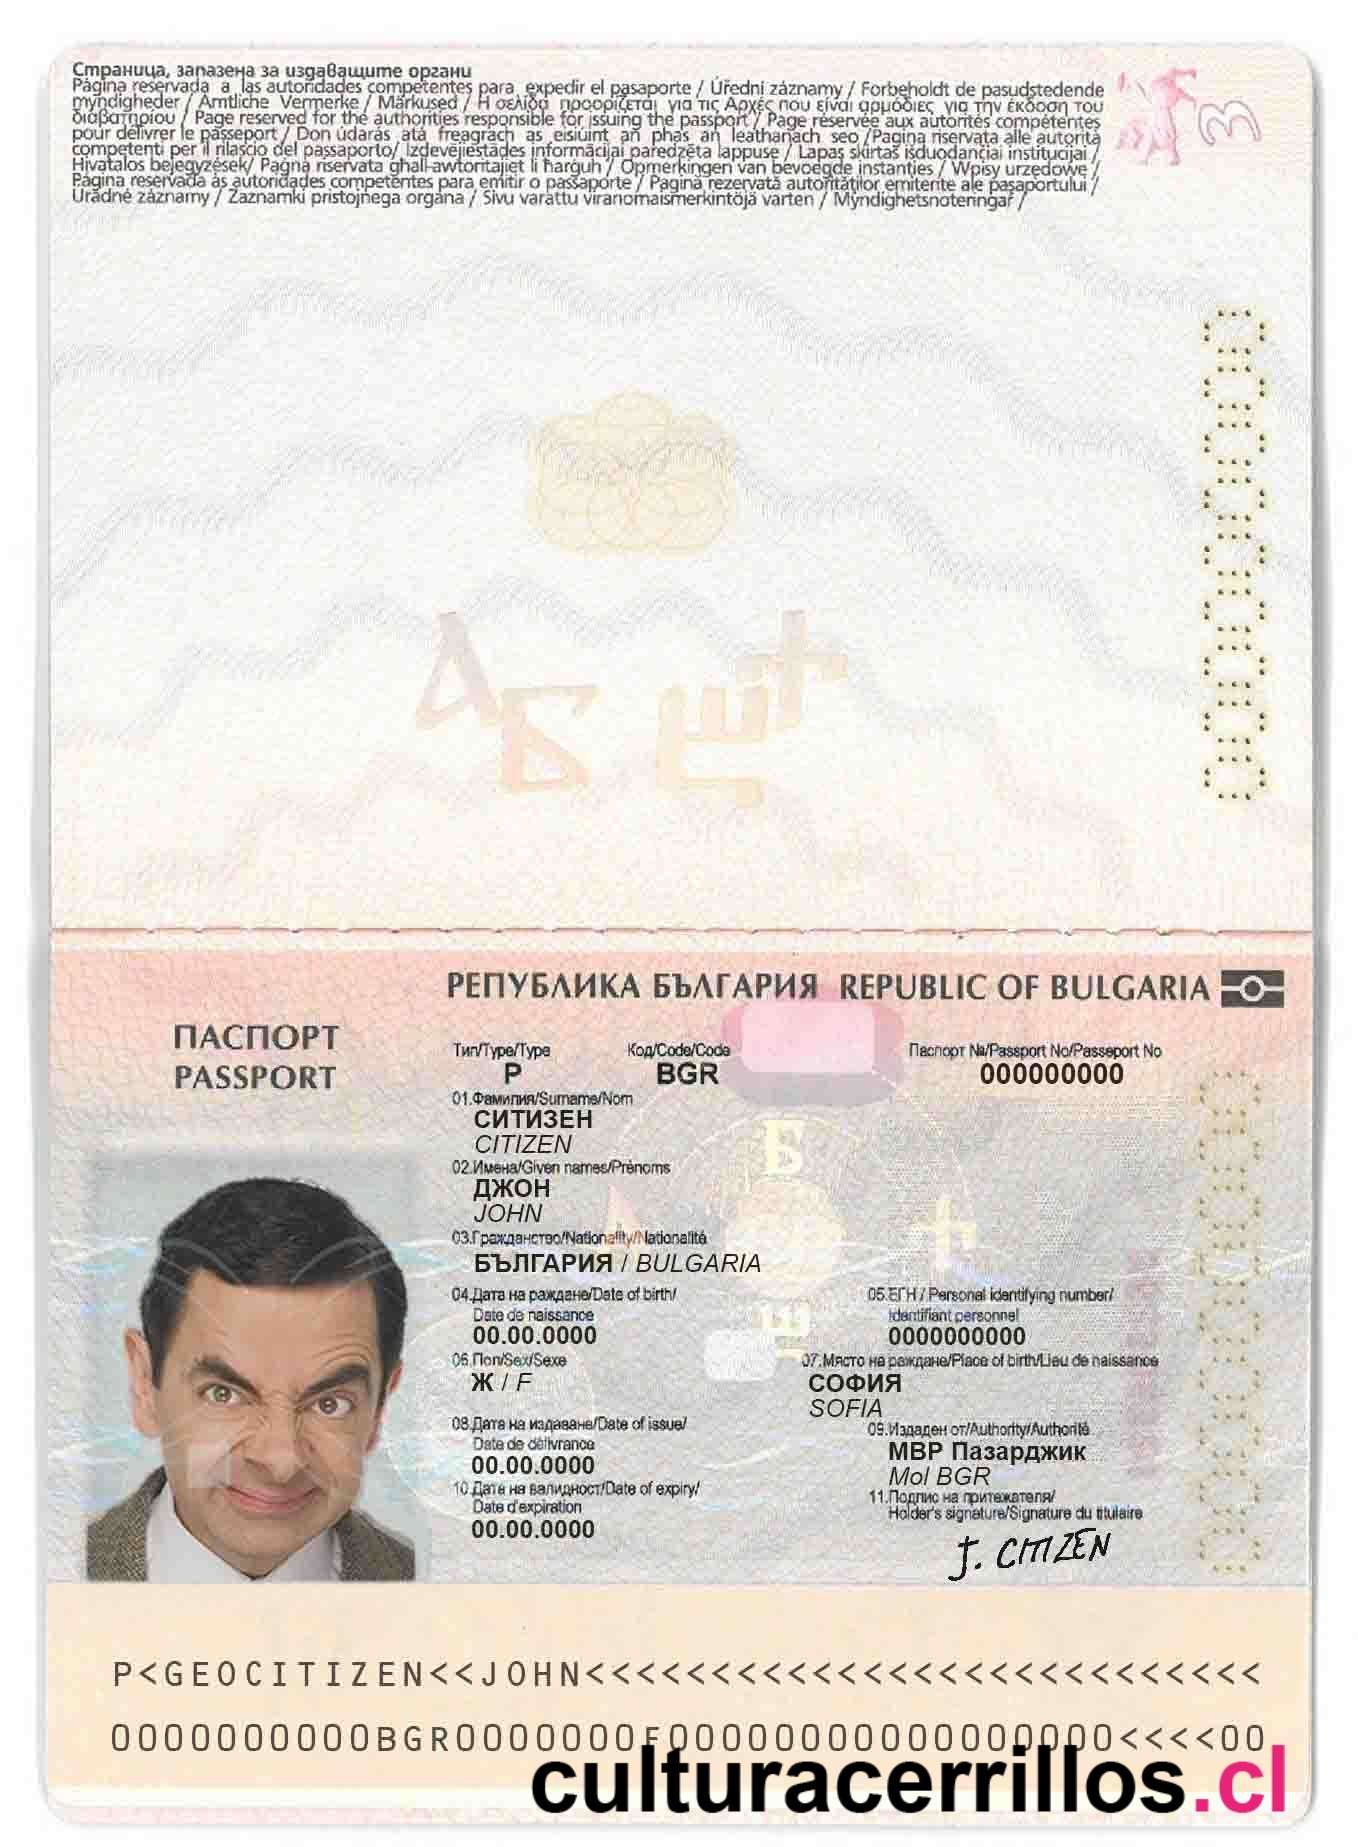 Страница, запазена за издаващите органи
Página reservada a las autoridades competentes para expedir el pasaporte / Úřední záznamy / Forbeholdt de pasudstedende
myndigheder / Amtliche Vermerke / Märkused / Η σελίδα προορίζεται για τις Αρχές που είναι αρμόδιες για την έκδοση του
διαβατηρίου / Page reserved for the authorities responsible for issuing the passport / Page réservée aux autorités compétentes
pour délivrer le passeport / Don údarás atá freagrach as eisiúint an phas an leathanach seo /Pagina riservata alle autorità
competenti per il rilascio del passaporto/ Izdevējiestādes informācijai paredzēta lappuse / Lapas skirtas išduodančiai institucijai /
Hivatalos bejegyzések/ Paġna riservata għall-awtoritajiet li ħarġuh / Opmerkingen van bevoegde instanties / Wpisy urzędowe /
Página reservada às autoridades competentes para emitir o passaporte / Pagină rezervată autorităților emitente ale pașaportului /
Úradné záznamy / Zaznamki pristojnega organa / Sivu varattu viranomaismerkintöjä varten / Myndighetsnoteringar /
РЕПУБЛИКА БЪЛГАРИЯ REPUBLIC OF BULGARIA
ПАСПОРТ
PASSPORT
Тип/Type/Type Код/Code/Code Паспорт №/Passport No/Passeport No
P BGR 000000000
01.Фамилия/Surname/Nom
СИТИЗЕН
CITIZEN
02.Имена/Given names/Prénoms
ДЖОН
JOHN
03.Гражданство/Nationality/Nationalité
БЪЛГАРИЯ / BULGARIA
04.Дата на раждане/Date of birth/ 05.ЕГН / Personal identifying number/
Date de naissance Identifiant personnel
00.00.0000 0000000000
06.Пол/Sex/Sexe 07.Място на раждане/Place of birth/Lieu de naissance
Ж / F СОФИЯ
SOFIA
08.Дата на издаване/Date of issue/ 09.Издаден от/Authority/Authorité
Date de délivrance МВР Пазарджик
00.00.0000 MoI BGR
10.Дата на валидност/Date of expiry/ 11.Подпис на притежателя/
Date d'expiration Holder's signature/Signature du titulaire
00.00.0000
J. CITIZEN
P<GEOCITIZEN<<JOHN<<<<<<<<<<<<<<<<<<<<<<<<<<
0000000000BGR0000000F00000000000000000<<<<00
culturacerrillos.cl